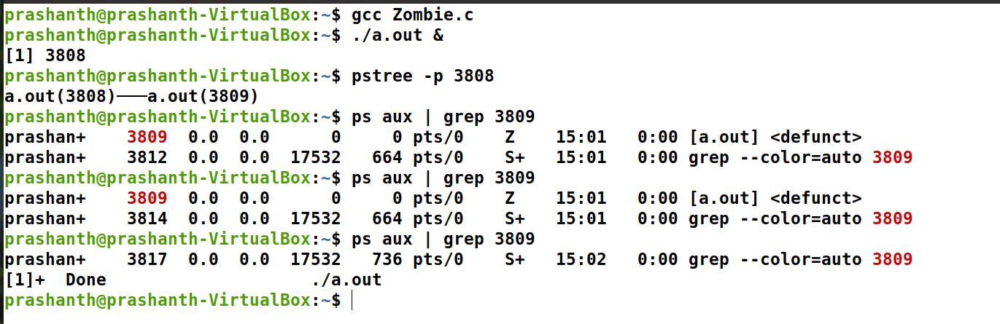 prashanth@prashanth-VirtualBox:~$ gcc Zombie.c
prashanth@prashanth-VirtualBox:~$ ./a.out &
[1] 3808
prashanth@prashanth-VirtualBox:~$ pstree -p 3808
a.out(3808)───a.out(3809)
prashanth@prashanth-VirtualBox:~$ ps aux | grep 3809
prashan+    3809  0.0  0.0      0     0 pts/0    Z    15:01   0:00 [a.out] <defunct>
prashan+    3812  0.0  0.0  17532   664 pts/0    S+   15:01   0:00 grep --color=auto 3809
prashanth@prashanth-VirtualBox:~$ ps aux | grep 3809
prashan+    3809  0.0  0.0      0     0 pts/0    Z    15:01   0:00 [a.out] <defunct>
prashan+    3814  0.0  0.0  17532   664 pts/0    S+   15:01   0:00 grep --color=auto 3809
prashanth@prashanth-VirtualBox:~$ ps aux | grep 3809
prashan+    3817  0.0  0.0  17532   736 pts/0    S+   15:02   0:00 grep --color=auto 3809
[1]+  Done                    ./a.out
prashanth@prashanth-VirtualBox:~$